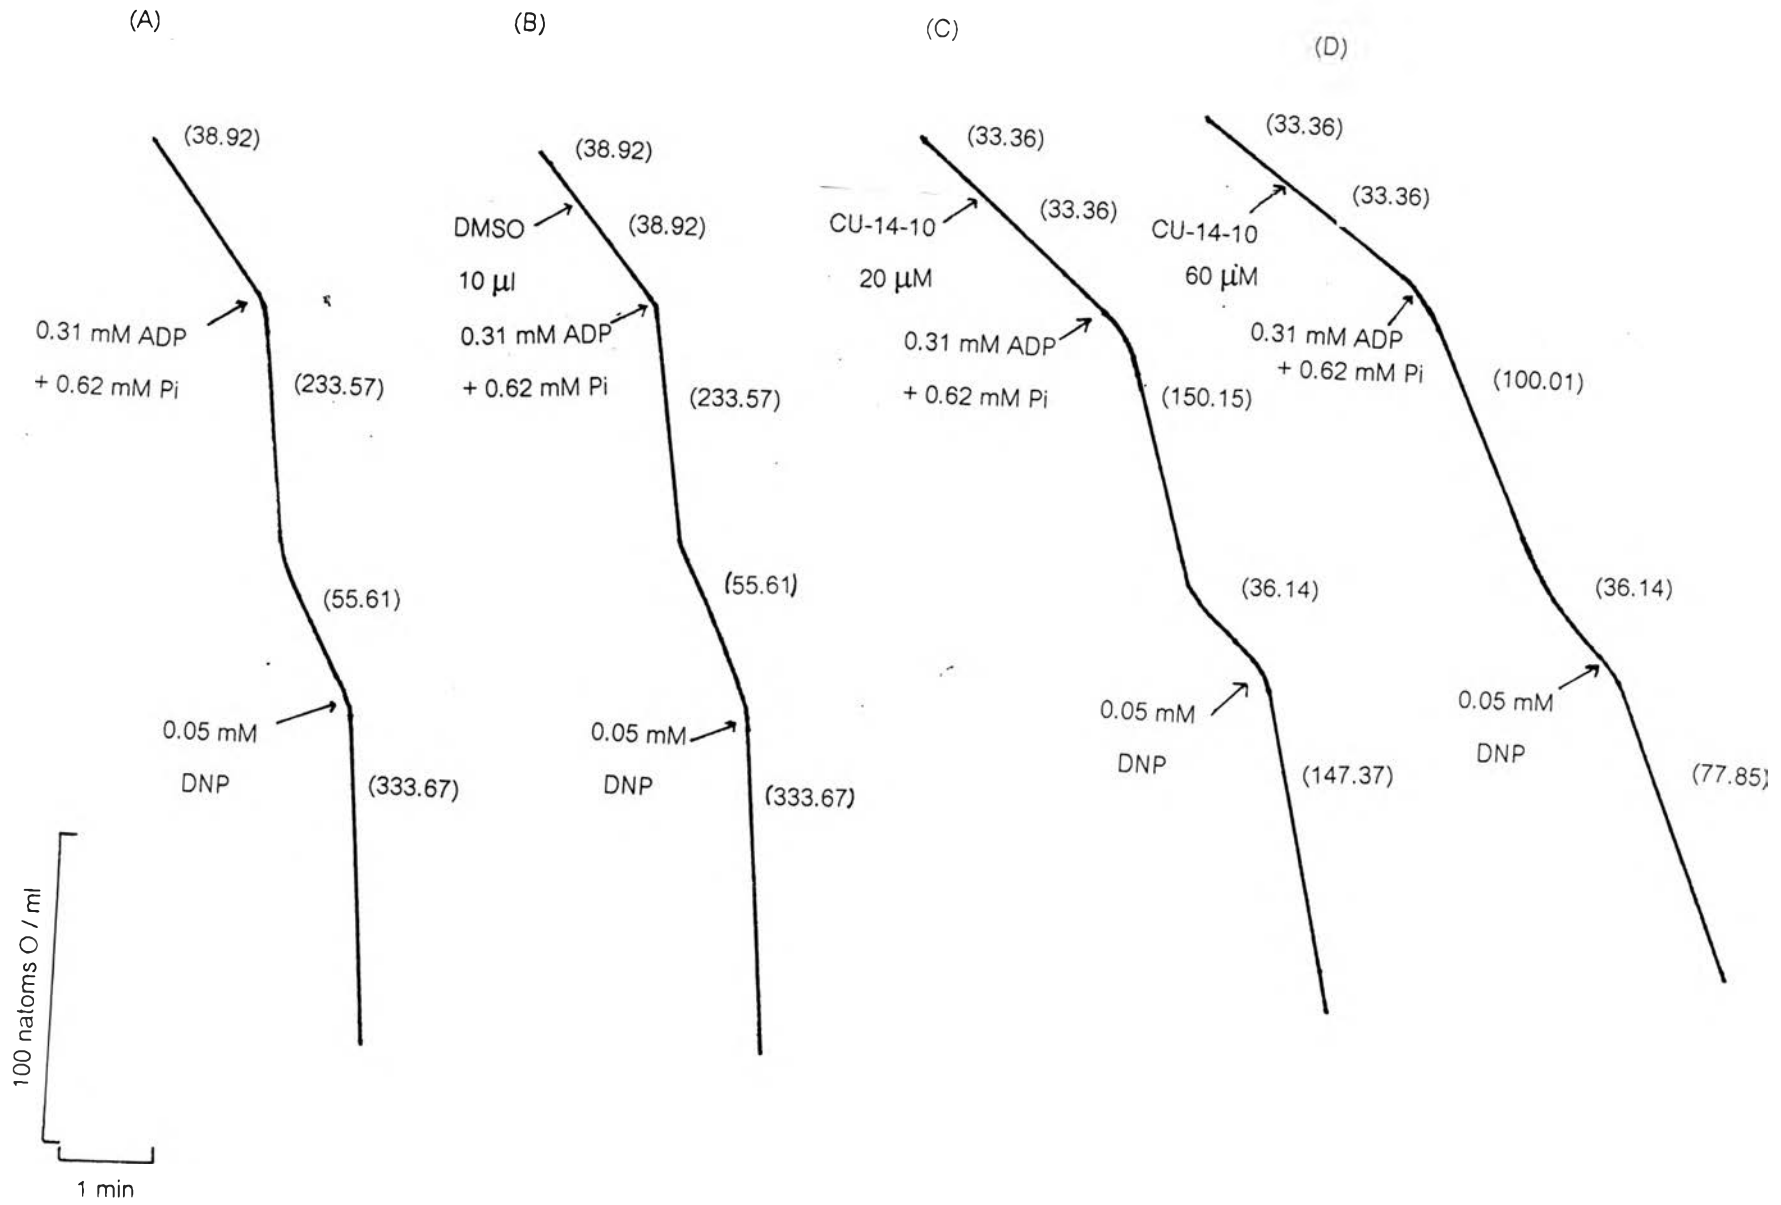 (A)
(38.92)
0.31 mM ADP
+ 0.62 mM Pi
(233.57)
(55.61)
0.05 mM
DNP
(333.67)
(B)
(38.92)
DMSO
10 µl
(38.92)
0.31 mM ADP
+ 0.62 mM Pi
(233.57)
(55.61)
0.05 mM
DNP
(333.67)
(C)
(33.36)
CU-14-10
20 µM
(33.36)
0.31 mM ADP
+ 0.62 mM Pi
(150.15)
(36.14)
0.05 mM
DNP
(147.37)
(D)
(33.36)
CU-14-10
60 µM
(33.36)
0.31 mM ADP
+ 0.62 mM Pi
(100.01)
(36.14)
0.05 mM
DNP
(77.85)
100 natoms O / ml
1 min